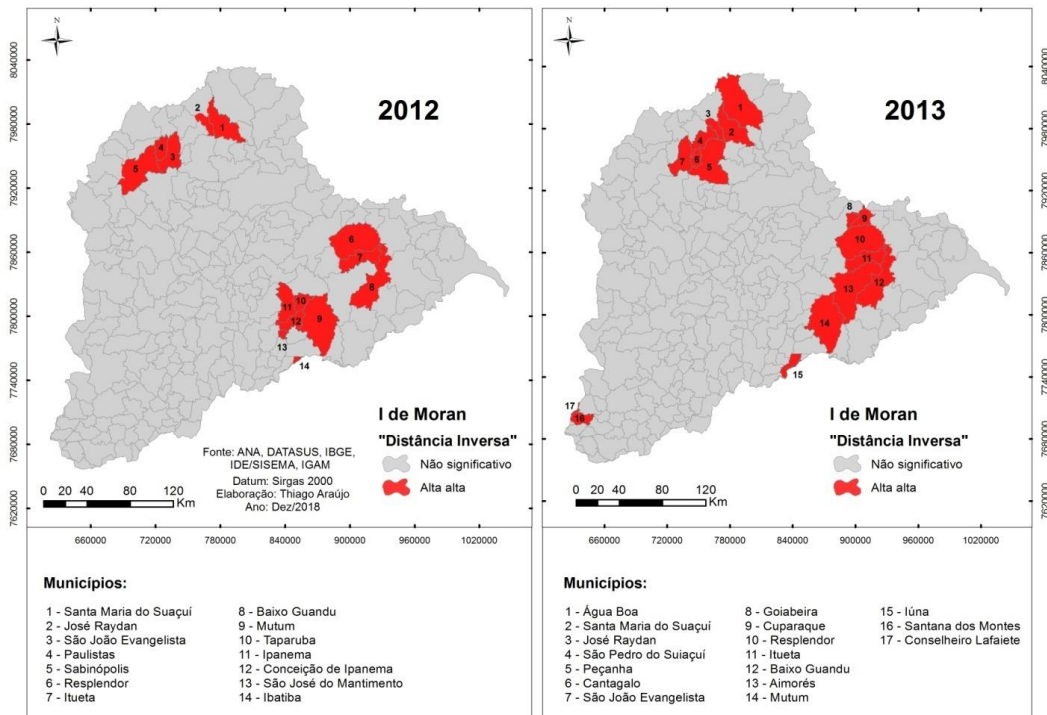 N
2012
8040000
7980000
7920000
7860000
7800000
7740000
7680000
7620000
2
1
4
3
5
6
7
8
10
11
12
9
13
14
I de Moran
"Distância Inversa"
Não significativo
Alta alta
Fonte: ANA, DATASUS, IBGE,
IDE/SISEMA, IGAM
Datum: Sirgas 2000
Elaboração: Thiago Araújo
Ano: Dez/2018
0 20 40 80 120
Km
660000 720000 780000 840000 900000 960000 1020000
Municípios:
1 - Santa Maria do Suaçuí
2 - José Raydan
3 - São João Evangelista
4 - Paulistas
5 - Sabinópolis
6 - Resplendor
7 - Itueta
8 - Baixo Guandu
9 - Mutum
10 - Taparuba
11 - Ipanema
12 - Conceição de Ipanema
13 - São José do Mantimento
14 - Ibatiba
N
2013
8040000
7980000
7920000
7860000
7800000
7740000
7680000
7620000
1
3
2
4
7
6
5
8
9
10
11
12
13
14
15
17
16
I de Moran
"Distância Inversa"
Não significativo
Alta alta
0 20 40 80 120
Km
660000 720000 780000 840000 900000 960000 1020000
Municípios:
1 - Água Boa
2 - Santa Maria do Suaçuí
3 - José Raydan
4 - São Pedro do Suiaçuí
5 - Peçanha
6 - Cantagalo
7 - São João Evangelista
8 - Goiabeira
9 - Cuparaque
10 - Resplendor
11 - Itueta
12 - Baixo Guandu
13 - Aimorés
14 - Mutum
15 - Iúna
16 - Santana dos Montes
17 - Conselheiro Lafaiete